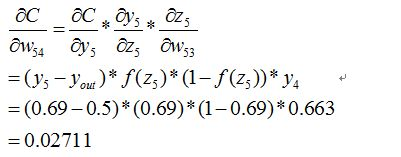 ∂C/∂w₅₄ = ∂C/∂y₅ * ∂y₅/∂z₅ * ∂z₅/∂w₅₃
= (y₅ − y_out) * f(z₅) * (1 − f(z₅)) * y₄
= (0.69 − 0.5) * (0.69) * (1 − 0.69) * 0.663
= 0.02711